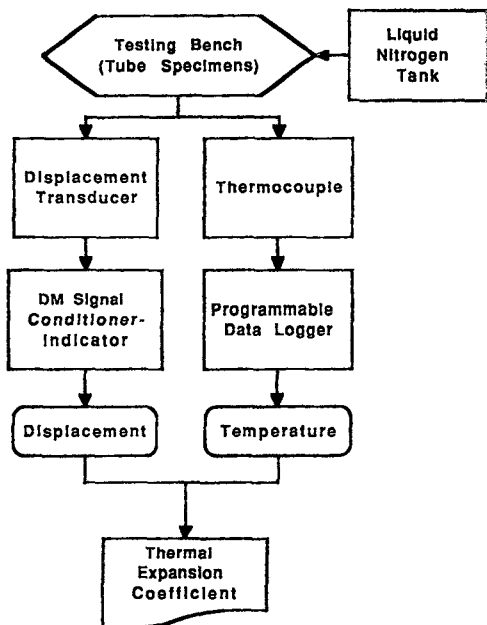 Testing Bench
(Tube Specimens)
Liquid
Nitrogen
Tank
Displacement
Transducer
Thermocouple
DM Signal
Conditioner-
Indicator
Programmable
Data Logger
Displacement
Temperature
Thermal
Expansion
Coefficient